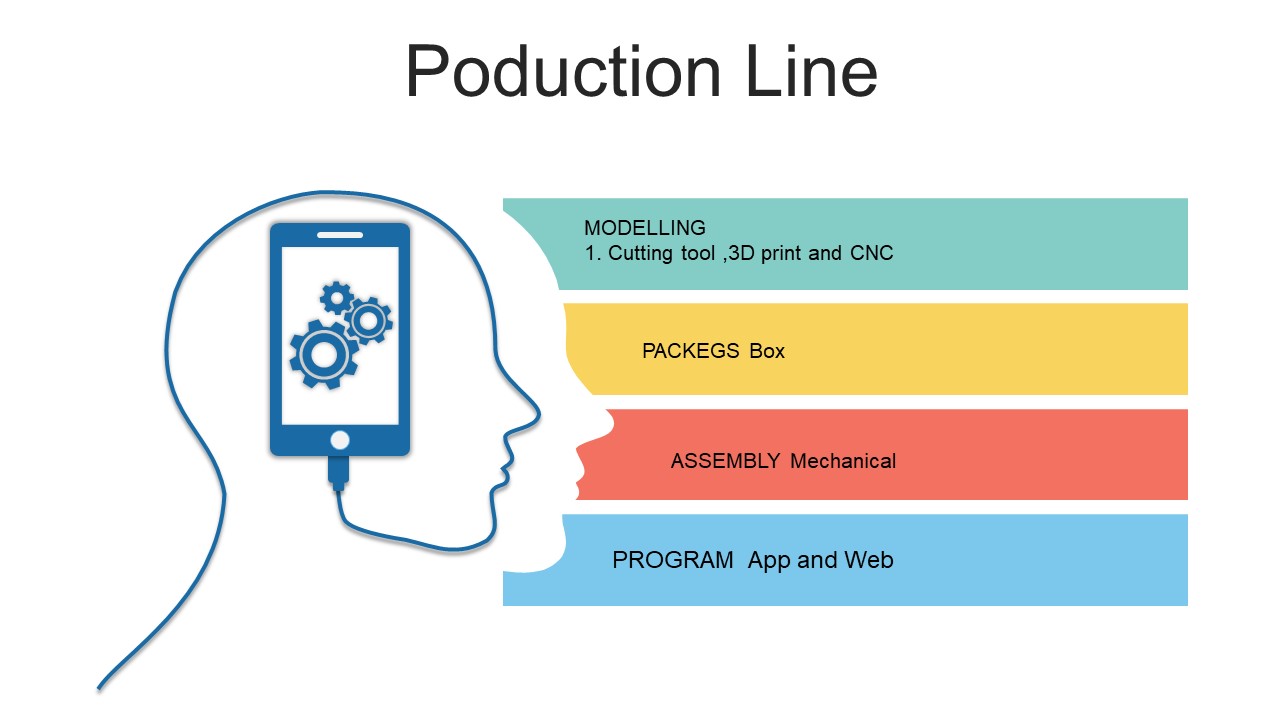 Poduction Line
MODELLING
1. Cutting tool ,3D print and CNC
PACKEGS Box
ASSEMBLY Mechanical
PROGRAM App and Web